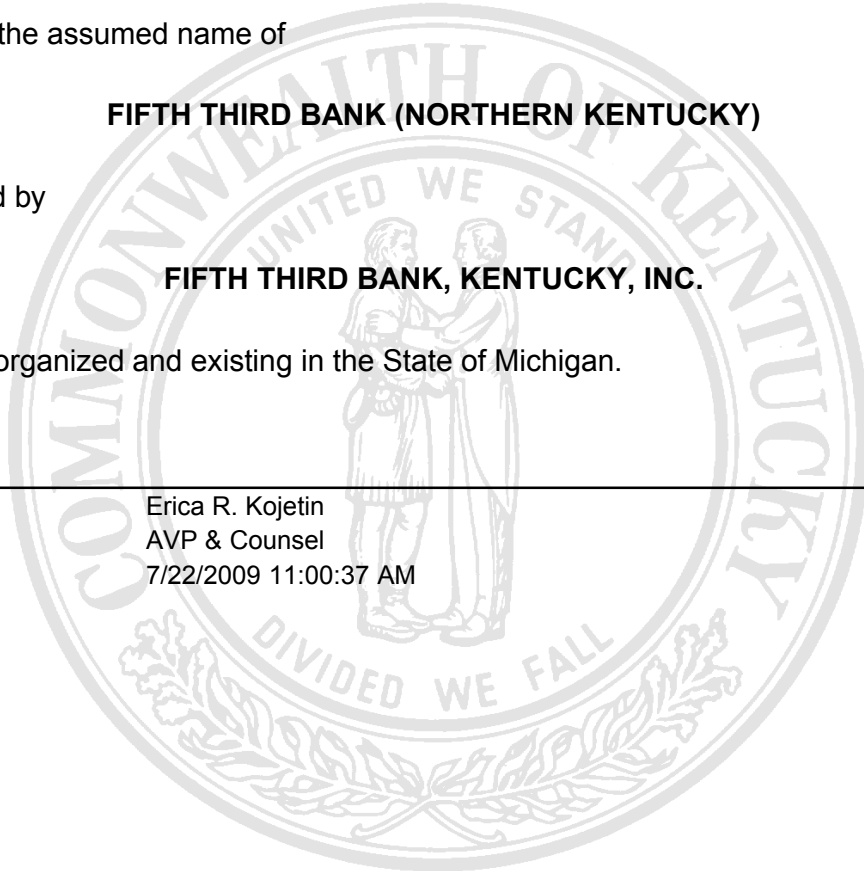 the assumed name of
FIFTH THIRD BANK (NORTHERN KENTUCKY)
d by
FIFTH THIRD BANK, KENTUCKY, INC.
organized and existing in the State of Michigan.
Erica R. Kojetin
AVP & Counsel
7/22/2009 11:00:37 AM
COMMONWEALTH OF KENTUCKY
UNITED WE STAND
DIVIDED WE FALL